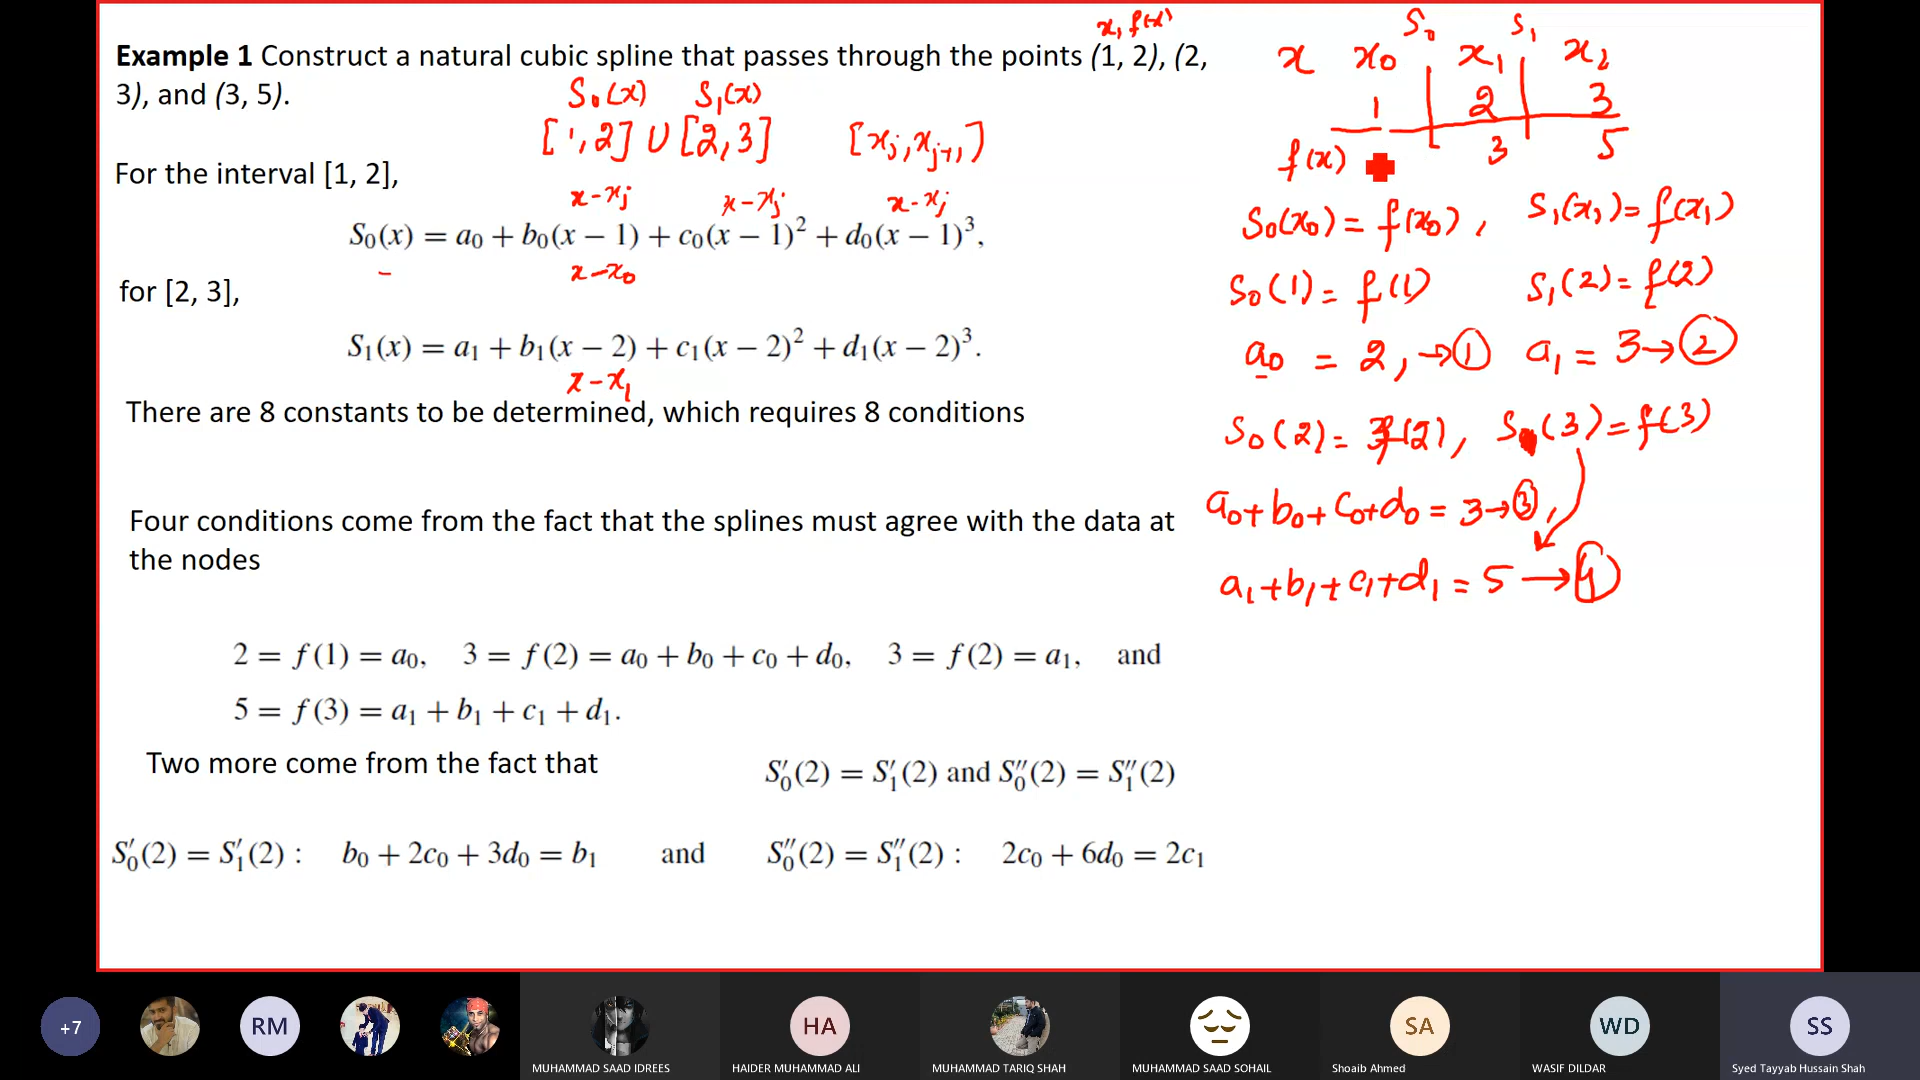 x, f(x)
Example 1 Construct a natural cubic spline that passes through the points (1, 2), (2,
3), and (3, 5).
S₀(x) S₁(x)
[1,2] ∪ [2,3] [xⱼ, xⱼ₊₁]
For the interval [1, 2],
x-xⱼ x-xⱼ x-xⱼ
S₀(x) = a₀ + b₀(x − 1) + c₀(x − 1)² + d₀(x − 1)³,
x-x₀
for [2, 3],
S₁(x) = a₁ + b₁(x − 2) + c₁(x − 2)² + d₁(x − 2)³.
x-x₁
There are 8 constants to be determined, which requires 8 conditions
Four conditions come from the fact that the splines must agree with the data at
the nodes
2 = f(1) = a₀, 3 = f(2) = a₀ + b₀ + c₀ + d₀, 3 = f(2) = a₁, and
5 = f(3) = a₁ + b₁ + c₁ + d₁.
Two more come from the fact that S₀′(2) = S₁′(2) and S₀″(2) = S₁″(2)
S₀′(2) = S₁′(2) : b₀ + 2c₀ + 3d₀ = b₁ and S₀″(2) = S₁″(2) : 2c₀ + 6d₀ = 2c₁
S₀ S₁
x x₀ x₁ x₂
1 2 3
f(x) 3 5
S₀(x₀) = f(x₀), S₁(x₁) = f(x₁)
S₀(1) = f(1) S₁(2) = f(2)
a₀ = 2, → ① a₁ = 3 → ②
S₀(2) = f(2), S (3) = f(3)
a₀+b₀+c₀+d₀ = 3 → ③,
a₁+b₁+c₁+d₁ = 5 → ④
+7 RM HA SA WD SS
MUHAMMAD SAAD IDREES HAIDER MUHAMMAD ALI MUHAMMAD TARIQ SHAH MUHAMMAD SAAD SOHAIL Shoaib Ahmed WASIF DILDAR Syed Tayyab Hussain Shah